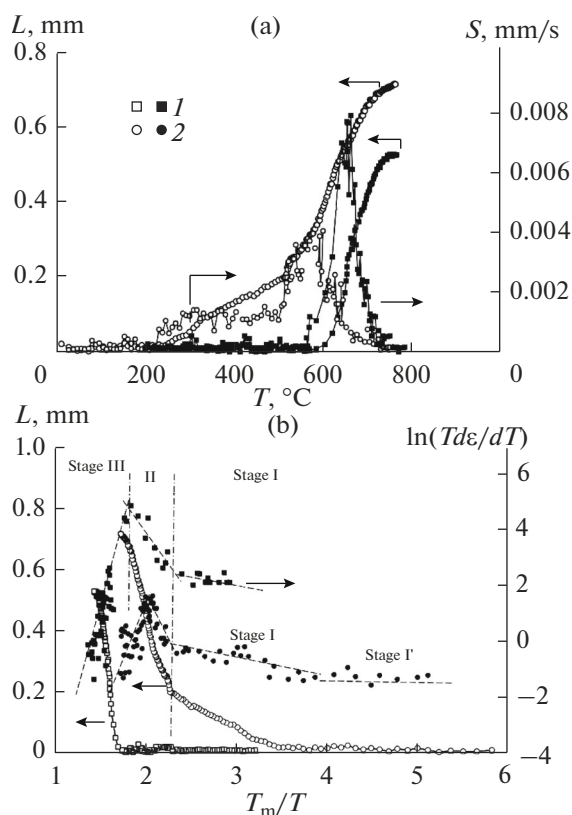 L, mm (a) S, mm/s
0.8
0.6 1 0.008
2
0.4 0.006
0.004
0.2 0.002
0 200 400 600 800 0
T, °C
L, mm (b) ln(Tdε/dT)
1.0 Stage III II Stage I 6
0.8 4
0.6 2
0.4 Stage I Stage I' 0
0.2 −2
0 −4
1 2 3 4 5 6
Tm/T